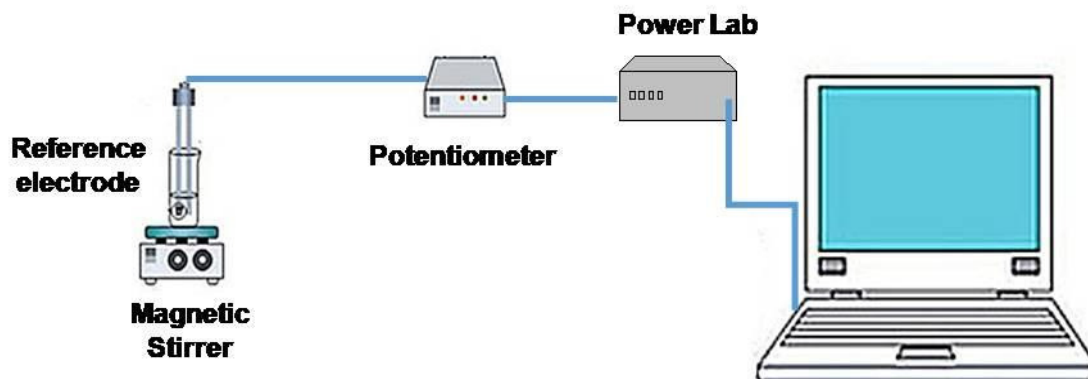 Power Lab
Reference
electrode
Potentiometer
Magnetic
Stirrer